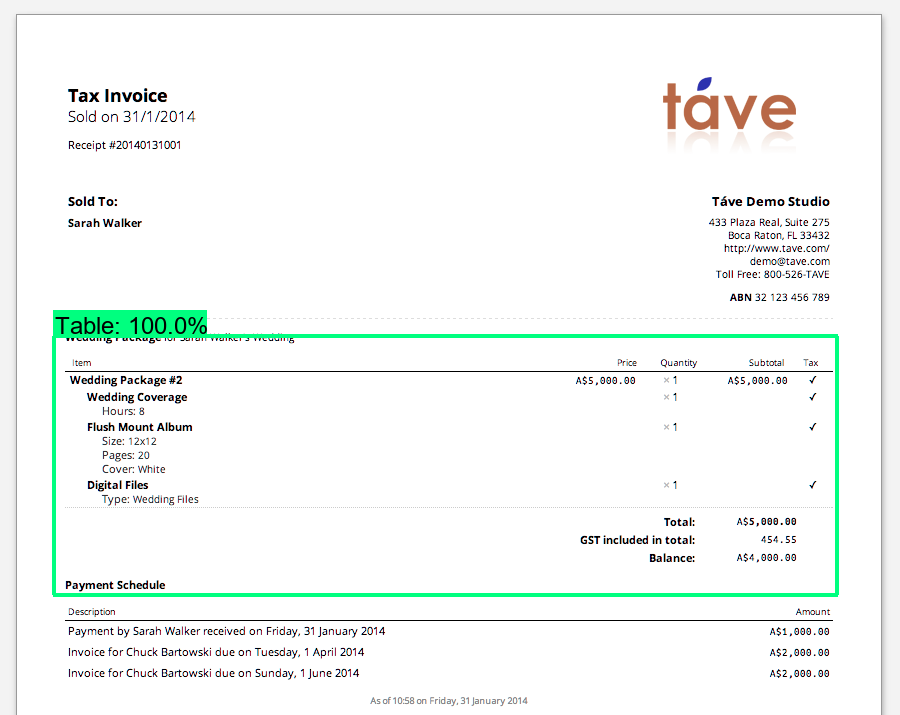 Tax Invoice
Sold on 31/1/2014
Receipt #20140131001
táve
Sold To:
Sarah Walker
Táve Demo Studio
433 Plaza Real, Suite 275
Boca Raton, FL 33432
http://www.tave.com/
demo@tave.com
Toll Free: 800-526-TAVE
ABN 32 123 456 789
Table: 100.0%
Wedding Package for Sarah Walker's Wedding
Item Price Quantity Subtotal Tax
Wedding Package #2 A$5,000.00 × 1 A$5,000.00 ✓
Wedding Coverage × 1 ✓
Hours: 8
Flush Mount Album × 1 ✓
Size: 12x12
Pages: 20
Cover: White
Digital Files × 1 ✓
Type: Wedding Files
Total: A$5,000.00
GST included in total: 454.55
Balance: A$4,000.00
Payment Schedule
Description Amount
Payment by Sarah Walker received on Friday, 31 January 2014 A$1,000.00
Invoice for Chuck Bartowski due on Tuesday, 1 April 2014 A$2,000.00
Invoice for Chuck Bartowski due on Sunday, 1 June 2014 A$2,000.00
As of 10:58 on Friday, 31 January 2014